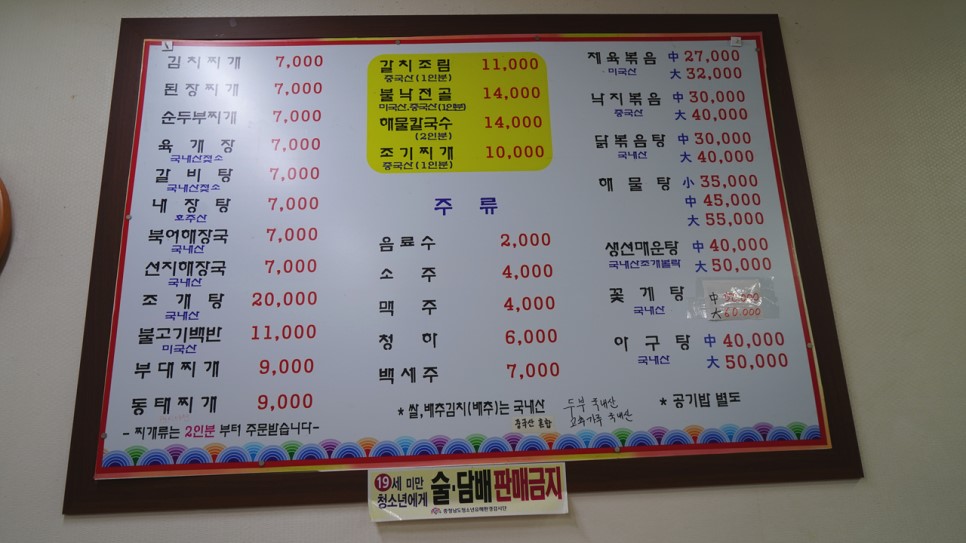 김치찌개 7,000
된장찌개 7,000
순두부찌개 7,000
육개장 7,000
국내산젖소
갈비탕 7,000
국내산젖소
내장탕 7,000
호주산
북어해장국 7,000
국내산
선지해장국 7,000
국내산
조개탕 20,000
국내산
불고기백반 11,000
미국산
부대찌개 9,000
동태찌개 9,000
- 찌개류는 2인분 부터 주문받습니다-
갈치조림 11,000
중국산(1인분)
불낙전골 14,000
미국산.중국산(1인분)
해물칼국수 14,000
(2인분)
조기찌개 10,000
중국산(1인분)
주 류
음료수 2,000
소주 4,000
맥주 4,000
청하 6,000
백세주 7,000
제육볶음 中 27,000
미국산 大 32,000
낙지볶음 中 30,000
중국산 大 40,000
닭볶음탕 中 30,000
국내산 大 40,000
해물탕 小 35,000
中 45,000
大 55,000
생선매운탕 中 40,000
국내산조개볼락 大 50,000
꽃게탕 中
국내산 大 60.000
아구탕 中 40,000
국내산 大 50,000
* 쌀,배추김치(배추)는 국내산
두부 국내산
고추가루 국내산
중국산 혼합
* 공기밥 별도
19세 미만 청소년에게 술·담배 판매금지